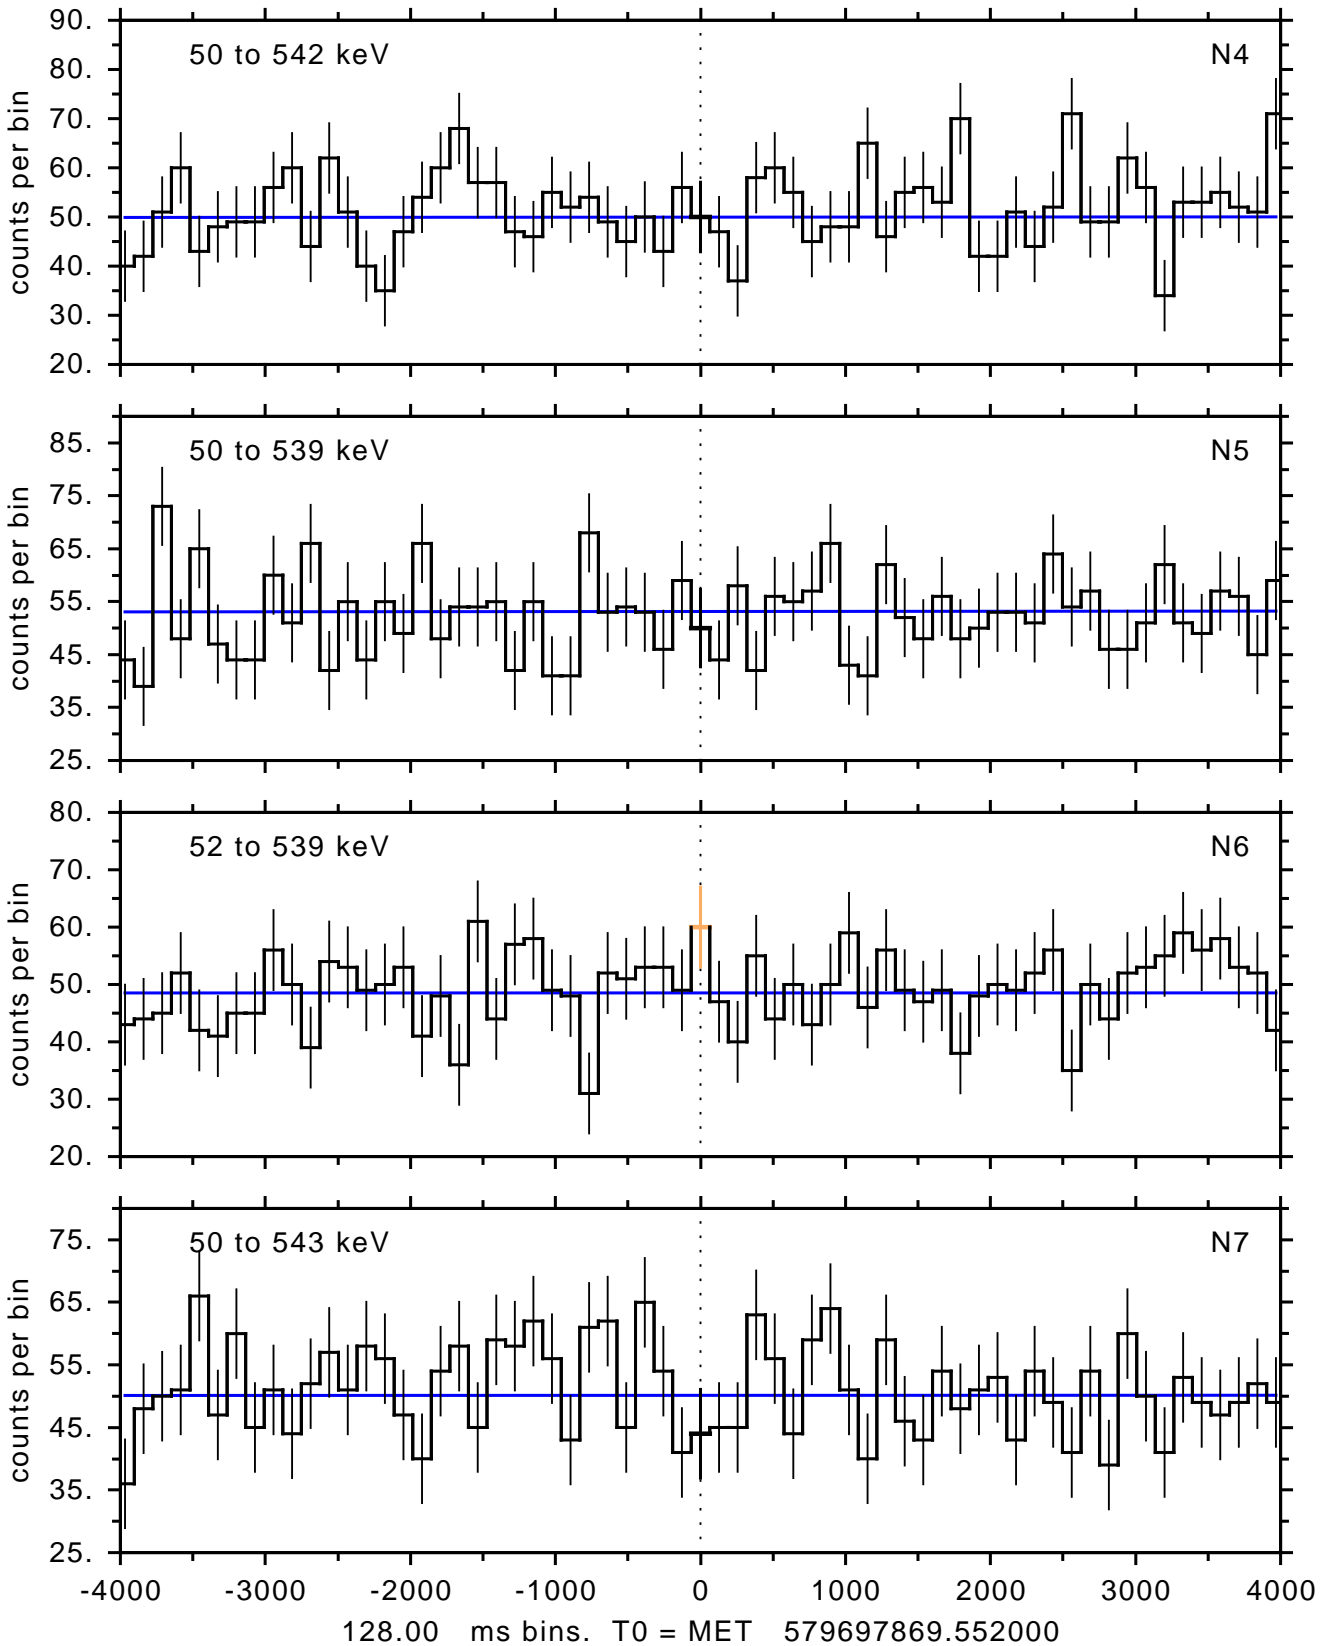 90.
50 to 542 keV N4
80.
70.
60.
50.
40.
30.
20.
counts per bin
50 to 539 keV N5
85.
75.
65.
55.
45.
35.
25.
counts per bin
80.
52 to 539 keV N6
70.
60.
50.
40.
30.
20.
counts per bin
50 to 543 keV N7
75.
65.
55.
45.
35.
25.
counts per bin
-4000 -3000 -2000 -1000 0 1000 2000 3000 4000
128.00 ms bins. T0 = MET 579697869.552000